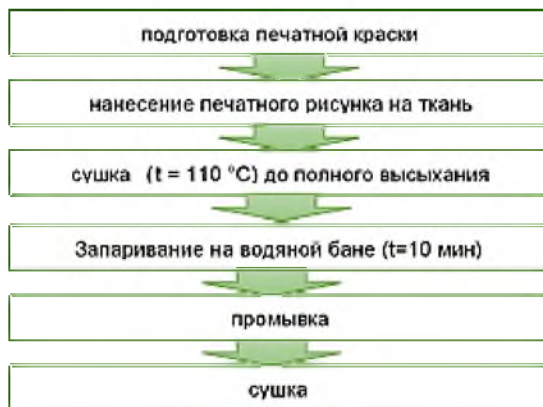 подготовка печатной краски
нанесение печатного рисунка на ткань
сушка (t = 110 °C) до полного высыхания
Запаривание на водяной бане (t=10 мин)
промывка
сушка